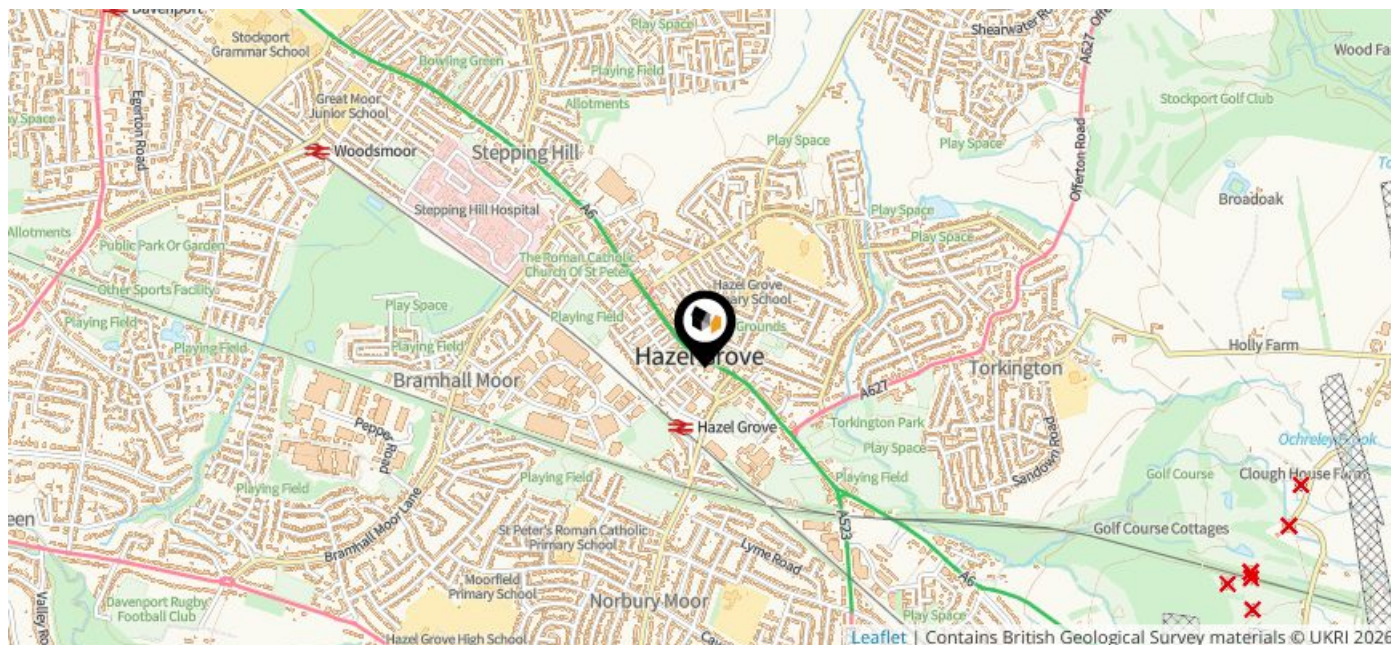 Davenport
Stockport
Grammar School
Bowling Green
Play Space
Playing Field
Shearwater
A627
Stockport Golf Club
Great Moor
Junior School
Allotments
Egerton Road
Woodsmoor
Stepping Hill
Play Space
Play Space
Offerton Road
Broadoak
Stepping Hill Hospital
A6
Play Space
Play Space
Allotments
Public Park Or Garden
The Roman Catholic
Church Of St Peter
Other Sports Facility
Play Space
Hazel Grove
Primary School
Playing Field
Grounds
Playing Field
Playing Field
Hazel Grove
Holly Farm
Bramhall Moor
Torkington
A627
Pepper
Road
Hazel Grove
Torkington Park
Play Space
Sandown Road
Ochreley Brook
Golf Course
Clough House Farm
Playing Field
Playing Field
Playing Field
Bramhall Moor Lane
St Peter's Roman Catholic
Primary School
A523
Golf Course Cottages
Lyme Road
A6
Moorfield
Primary School
Valley
Davenport Rugby
Football Club
Norbury Moor
Play Space
Hazel Grove High School
Leaflet | Contains British Geological Survey materials © UKRI 2026